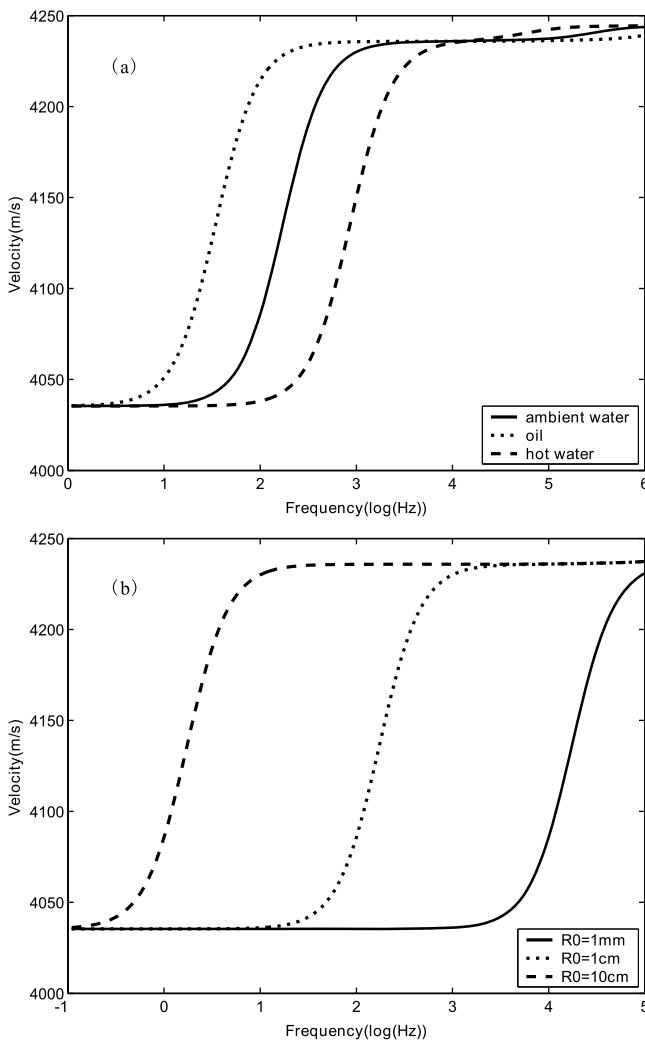 4250
4200
4150
4100
4050
4000
Velocity(m/s)
(a)
ambient water
oil
hot water
0 1 2 3 4 5 6
Frequency(log(Hz))
4250
4200
4150
4100
4050
4000
Velocity(m/s)
(b)
R0=1mm
R0=1cm
R0=10cm
-1 0 1 2 3 4 5
Frequency(log(Hz))